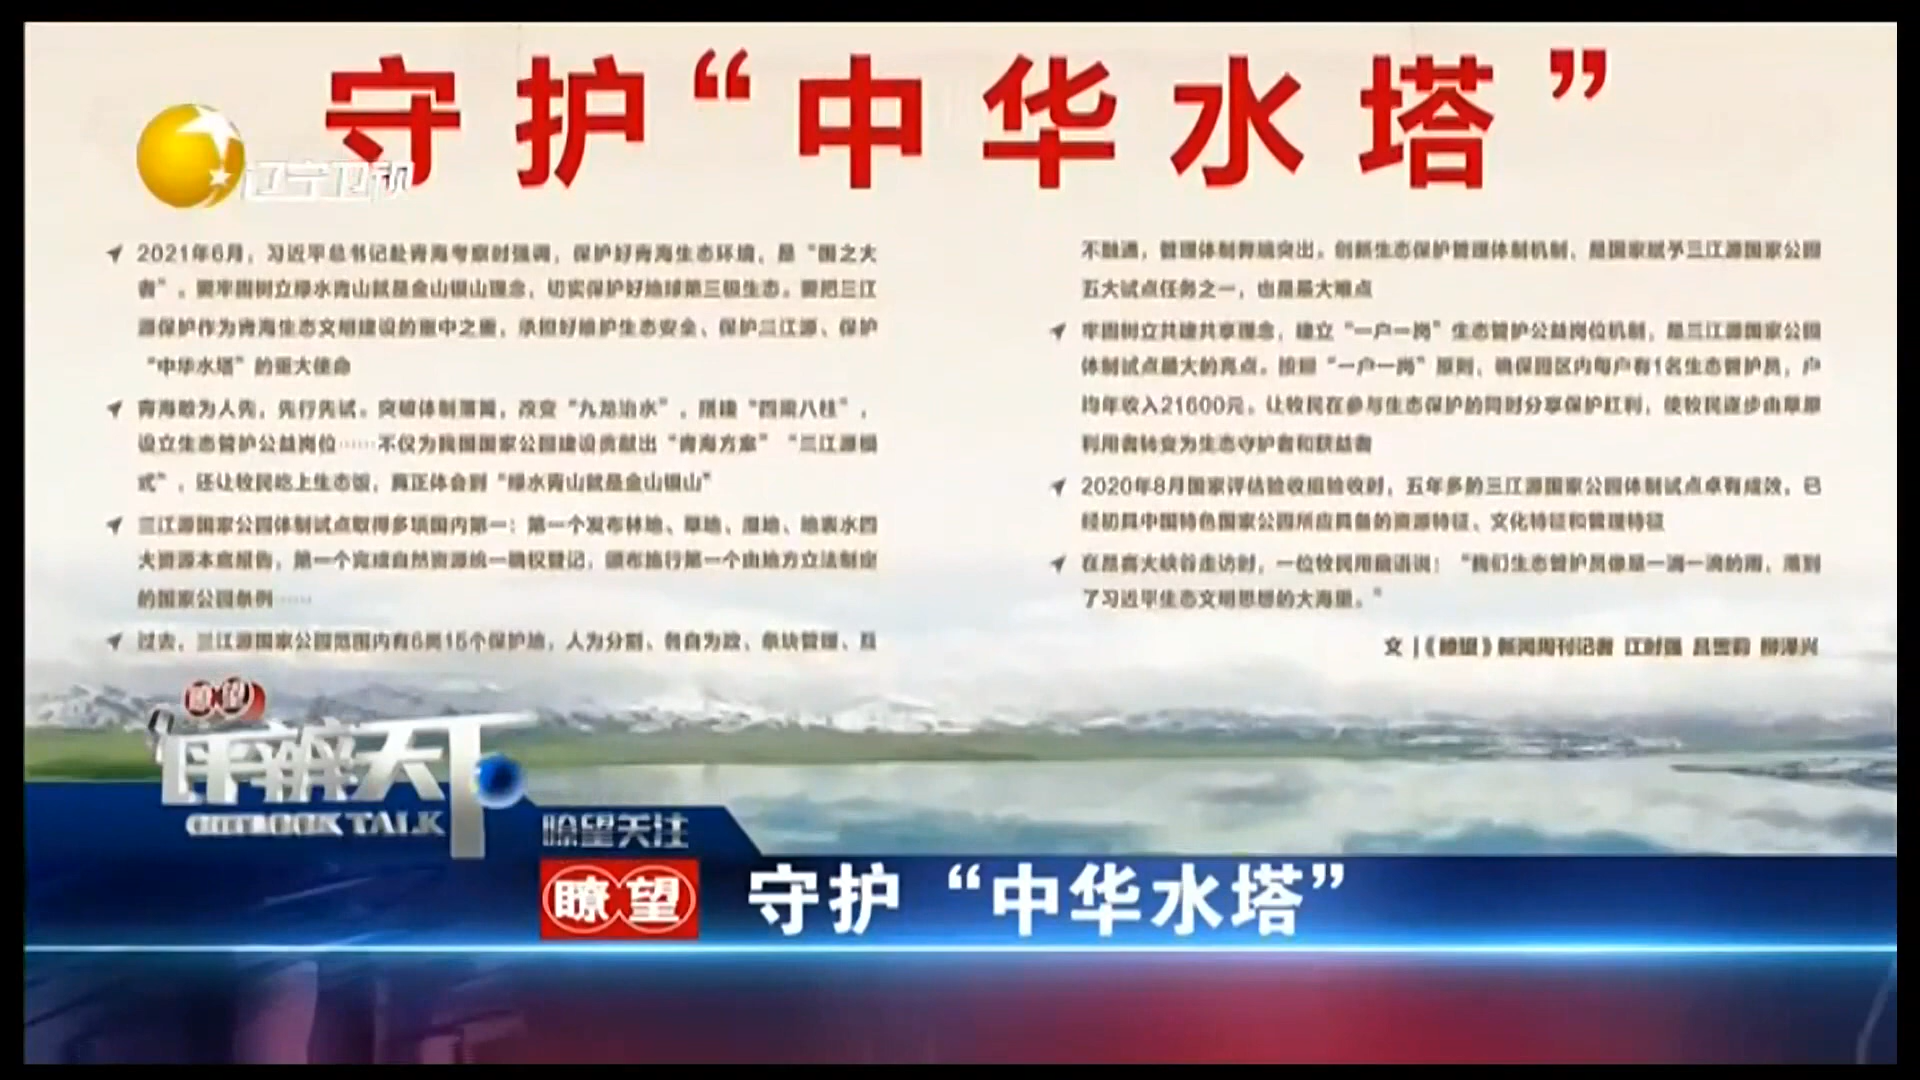 守护“中华水塔”
辽宁卫视
2021年6月，习近平总书记赴青海考察时强调，保护好青海生态环境，是“国之大
者”。要牢固树立绿水青山就是金山银山理念，切实保护好地球第三极生态。要把三江
源保护作为青海生态文明建设的重中之重，承担好维护生态安全、保护三江源、保护
“中华水塔”的重大使命
青海敢为人先，先行先试。突破体制藩篱，改变“九龙治水”，搭建“四梁八柱”，
设立生态管护公益岗位……不仅为我国国家公园建设贡献出“青海方案”“三江源模
式”，还让牧民吃上生态饭，真正体会到“绿水青山就是金山银山”
三江源国家公园体制试点取得多项国内第一：第一个发布林地、草地、湿地、地表水四
大资源本底报告，第一个完成自然资源统一确权登记，颁布施行第一个由地方立法制定
的国家公园条例……
过去，三江源国家公园范围内有6类15个保护地，人为分割、各自为政、条块管理、互
不融通，管理体制弊端突出。创新生态保护管理体制机制，是国家赋予三江源国家公园
五大试点任务之一，也是最大难点
牢固树立共建共享理念，建立“一户一岗”生态管护公益岗位机制，是三江源国家公园
体制试点最大的亮点。按照“一户一岗”原则，确保园区内每户有1名生态管护员，户
均年收入21600元。让牧民在参与生态保护的同时分享保护红利，使牧民逐步由草原
利用者转变为生态守护者和获益者
2020年8月国家评估验收组验收时，五年多的三江源国家公园体制试点卓有成效，已
经初具中国特色国家公园所应具备的资源特征、文化特征和管理特征
在昂赛大峡谷走访时，一位牧民用藏语说：“我们生态管护员像是一滴一滴的雨，落到
了习近平生态文明思想的大海里。”
文 |《瞭望》新闻周刊记者
瞭望
评辨天下
OUTLOOK TALK
瞭望关注
瞭望
守护“中华水塔”